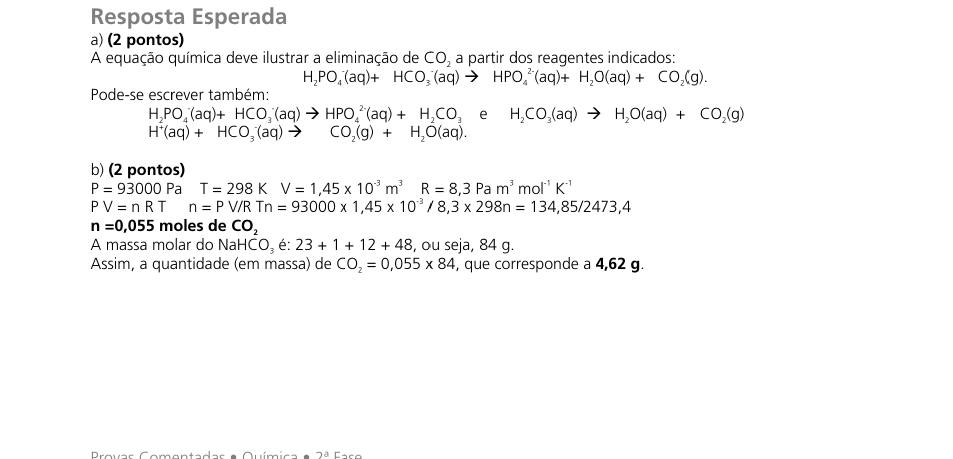 Resposta Esperada
a) (2 pontos)
A equação química deve ilustrar a eliminação de CO₂ a partir dos reagentes indicados:
H₂PO₄⁻(aq)+ HCO₃⁻(aq) → HPO₄²⁻(aq)+ H₂O(aq) + CO₂(g).
Pode-se escrever também:
H₂PO₄⁻(aq)+ HCO₃⁻(aq) → HPO₄²⁻(aq) + H₂CO₃ e H₂CO₃(aq) → H₂O(aq) + CO₂(g)
H⁺(aq) + HCO₃⁻(aq) → CO₂(g) + H₂O(aq).
b) (2 pontos)
P = 93000 Pa T = 298 K V = 1,45 x 10⁻³ m³ R = 8,3 Pa m³ mol⁻¹ K⁻¹
P V = n R T n = P V/R Tn = 93000 x 1,45 x 10⁻³ / 8,3 x 298n = 134,85/2473,4
n =0,055 moles de CO₂
A massa molar do NaHCO₃ é: 23 + 1 + 12 + 48, ou seja, 84 g.
Assim, a quantidade (em massa) de CO₂ = 0,055 x 84, que corresponde a 4,62 g.
Provas Comentadas • Química • 2ª Fase